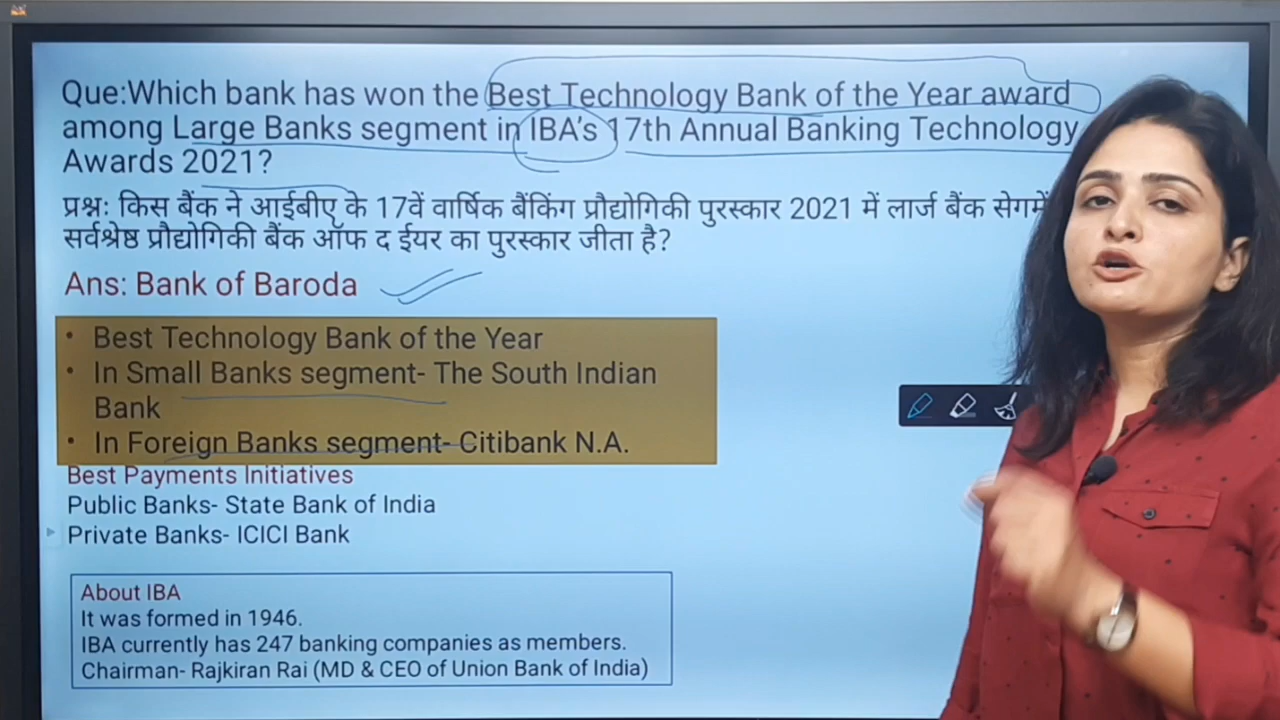 Que:Which bank has won the Best Technology Bank of the Year award
among Large Banks segment in IBA's 17th Annual Banking Technology
Awards 2021?
प्रश्नः किस बैंक ने आईबीए के 17वें वार्षिक बैंकिंग प्रौद्योगिकी पुरस्कार 2021 में लार्ज बैंक
सर्वश्रेष्ठ प्रौद्योगिकी बैंक ऑफ द ईयर का पुरस्कार जीता है?
Ans: Bank of Baroda
• Best Technology Bank of the Year
• In Small Banks segment- The South Indian
Bank
• In Foreign Banks segment- Citibank N.A.
Best Payments Initiatives
Public Banks- State Bank of India
Private Banks- ICICI Bank
About IBA
It was formed in 1946.
IBA currently has 247 banking companies as members.
Chairman- Rajkiran Rai (MD & CEO of Union Bank of India)